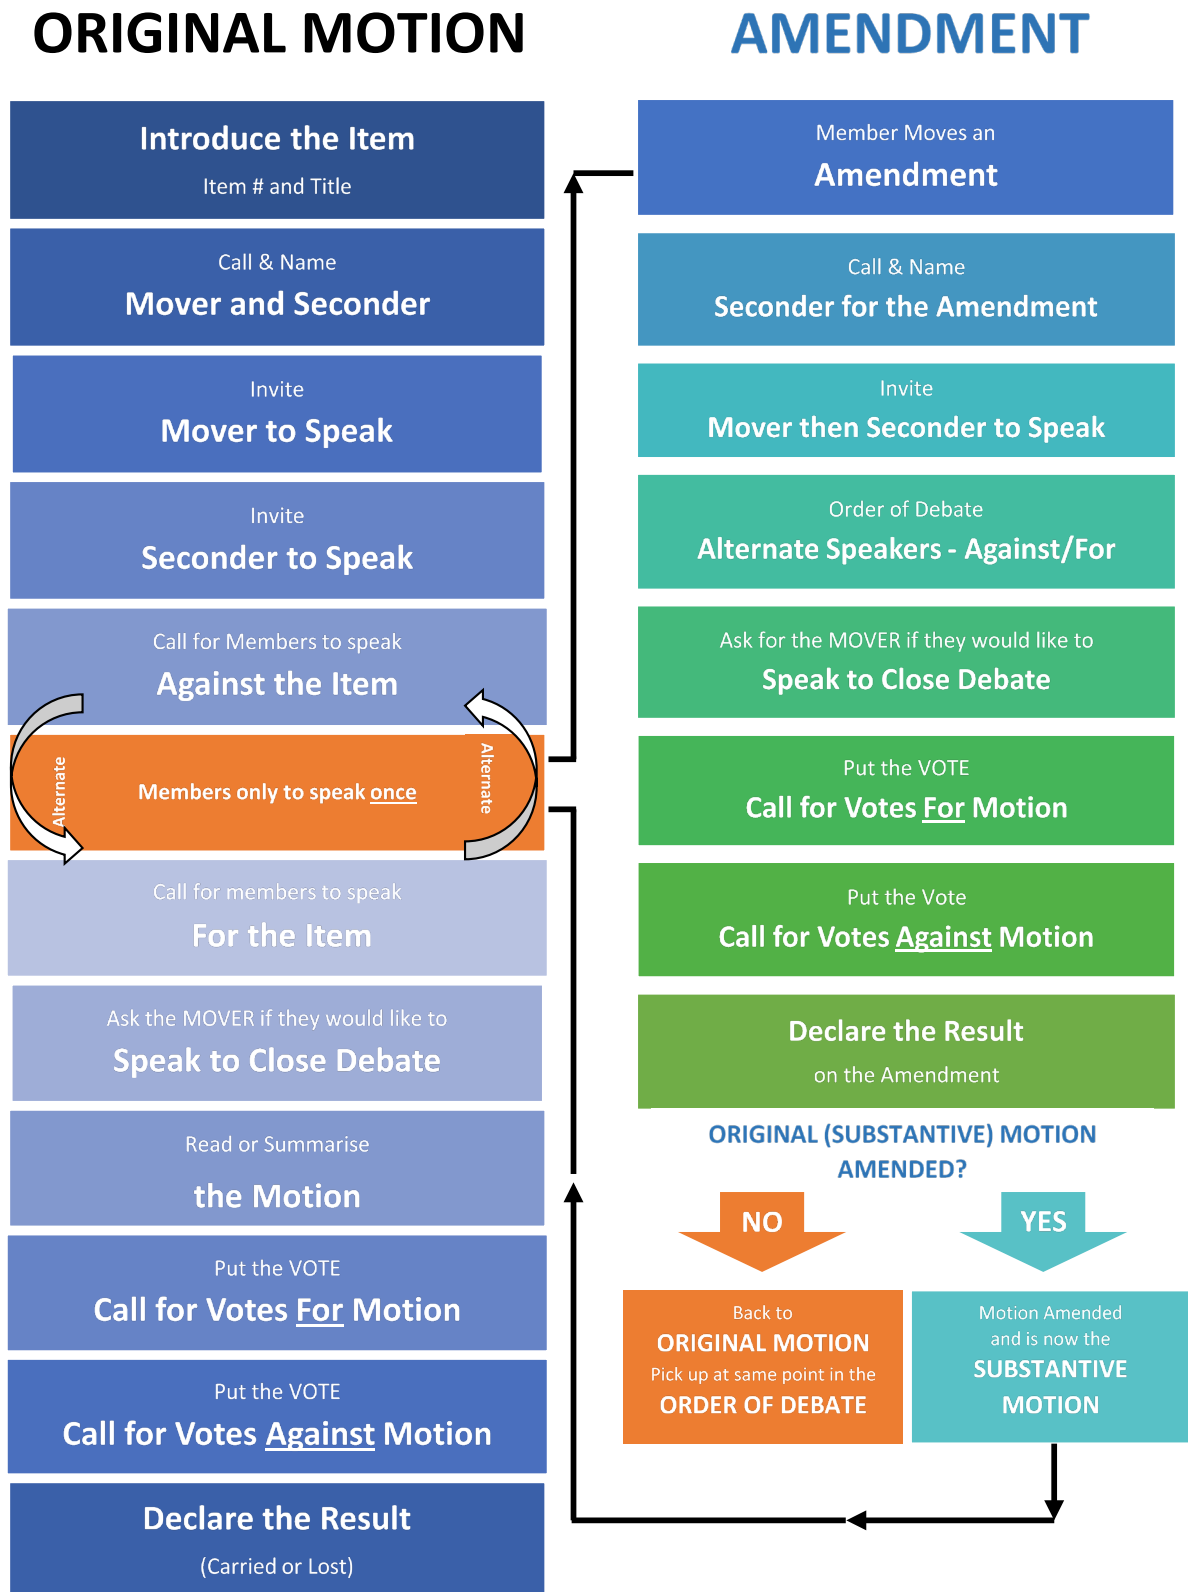 ORIGINAL MOTION
Introduce the Item
Item # and Title
Call & Name
Mover and Seconder
Invite
Mover to Speak
Invite
Seconder to Speak
Call for Members to speak
Against the Item
Alternate
Members only to speak once
Alternate
Call for members to speak
For the Item
Ask the MOVER if they would like to
Speak to Close Debate
Read or Summarise
the Motion
Put the VOTE
Call for Votes For Motion
Put the VOTE
Call for Votes Against Motion
Declare the Result
(Carried or Lost)
AMENDMENT
Member Moves an
Amendment
Call & Name
Seconder for the Amendment
Invite
Mover then Seconder to Speak
Order of Debate
Alternate Speakers - Against/For
Ask for the MOVER if they would like to
Speak to Close Debate
Put the VOTE
Call for Votes For Motion
Put the Vote
Call for Votes Against Motion
Declare the Result
on the Amendment
ORIGINAL (SUBSTANTIVE) MOTION
AMENDED?
NO
Back to
ORIGINAL MOTION
Pick up at same point in the
ORDER OF DEBATE
YES
Motion Amended
and is now the
SUBSTANTIVE
MOTION